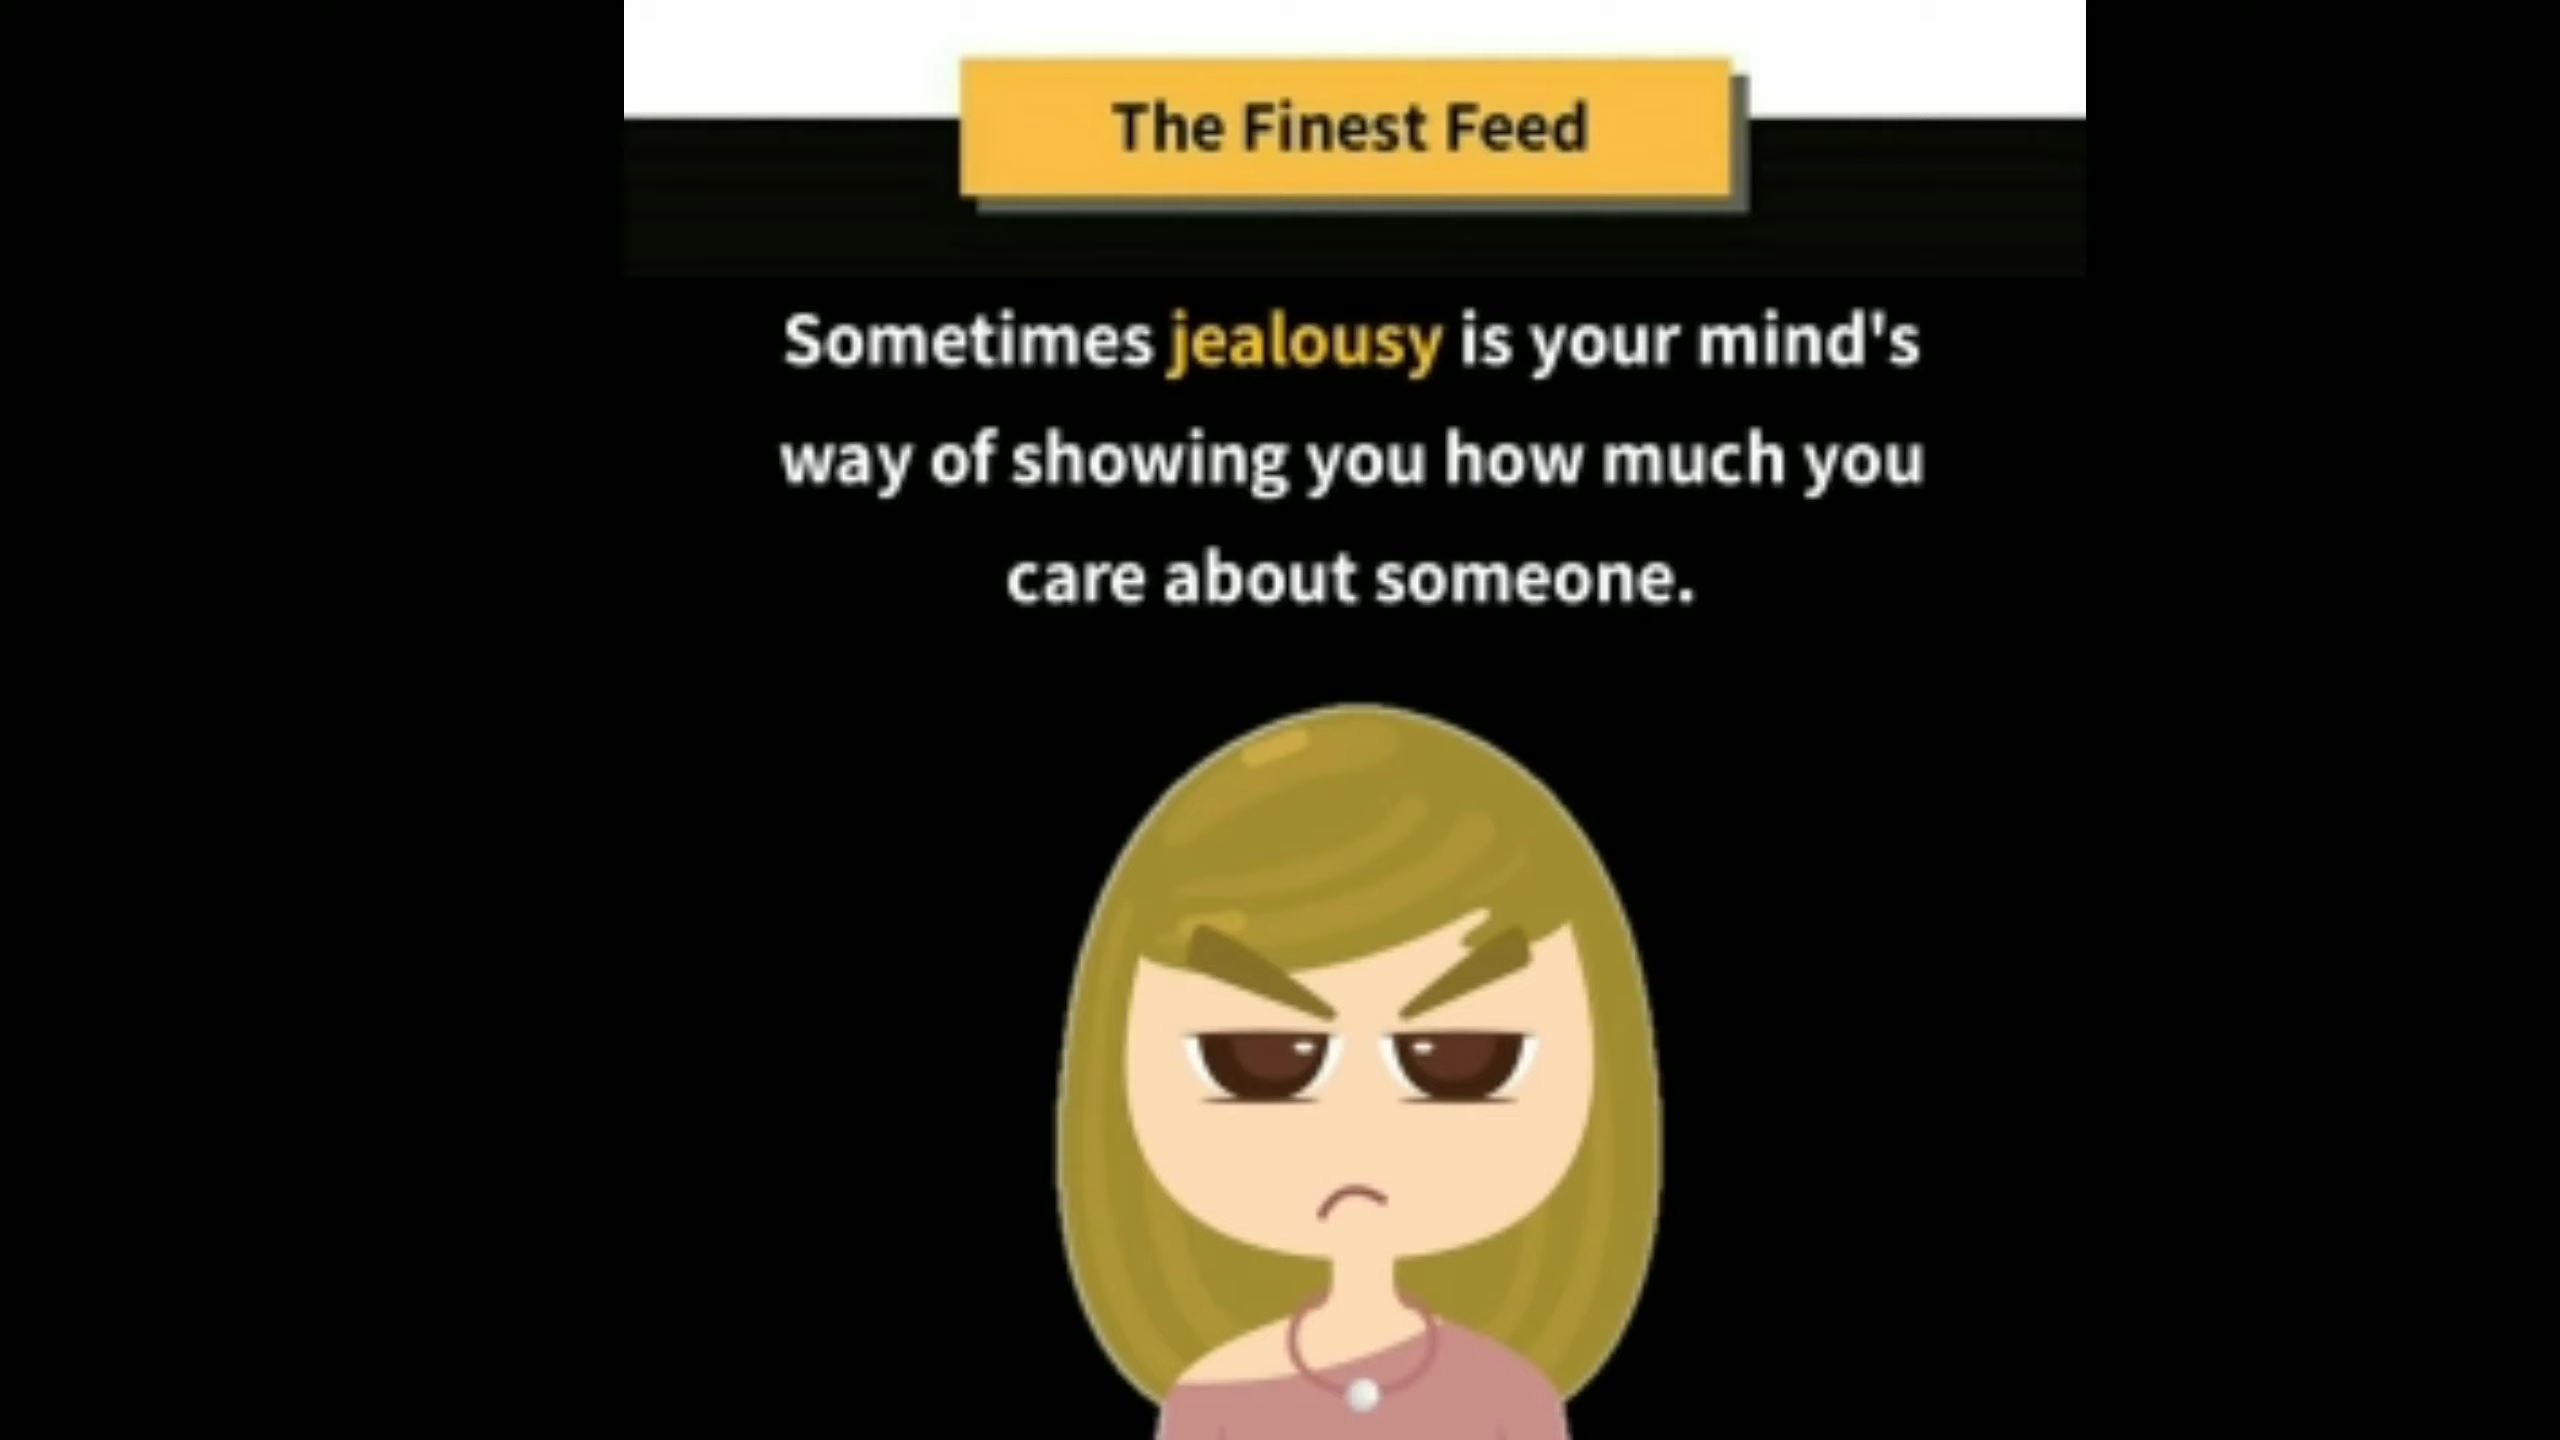 The Finest Feed
Sometimes jealousy is your mind's
way of showing you how much you
care about someone.